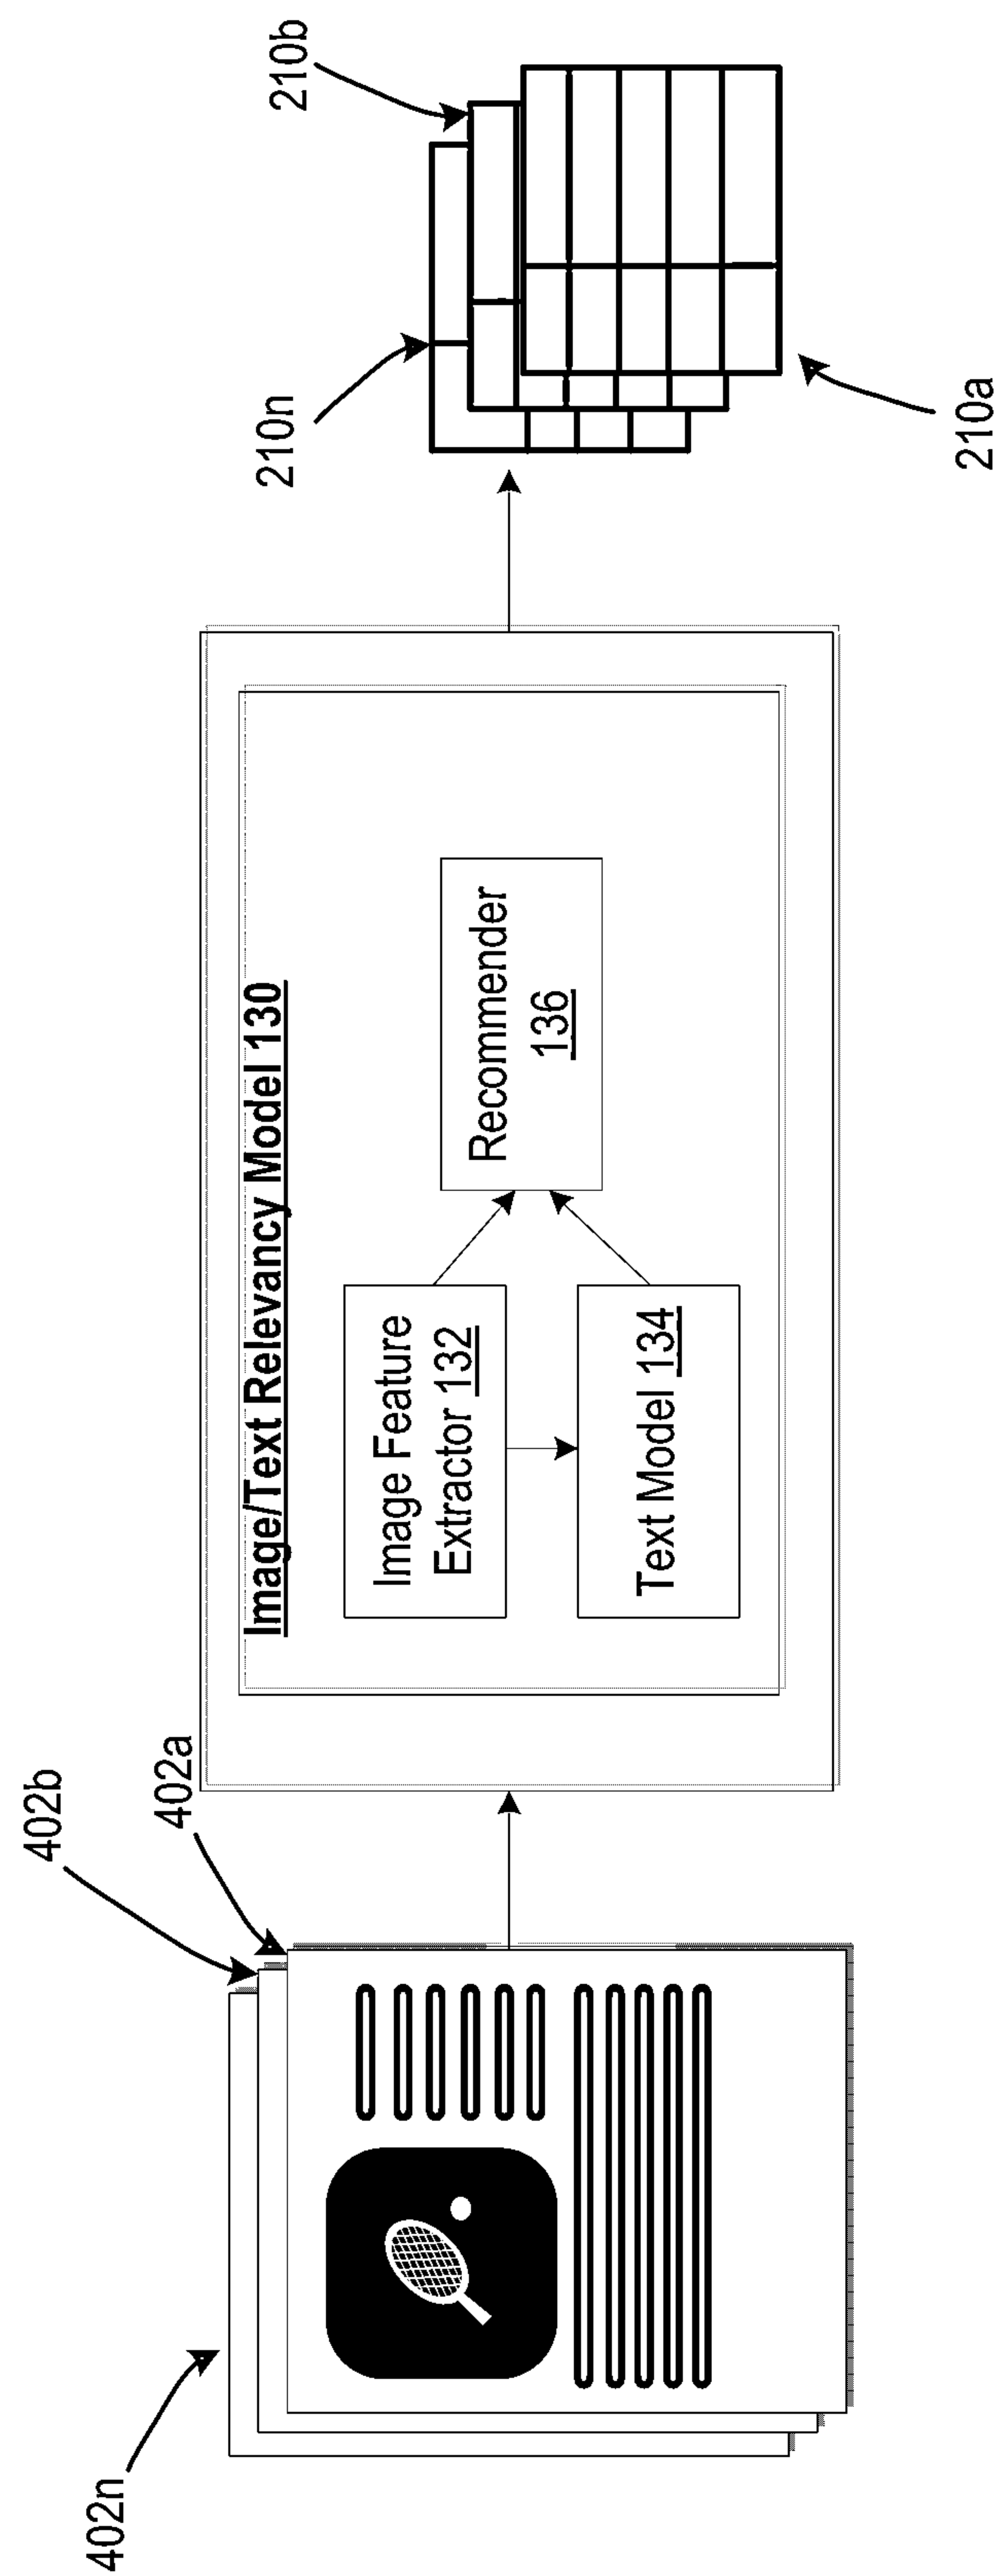 402n
402b
402a
Image/Text Relevancy Model 130
Image Feature
Extractor 132
Text Model 134
Recommender
136
210n
210b
210a